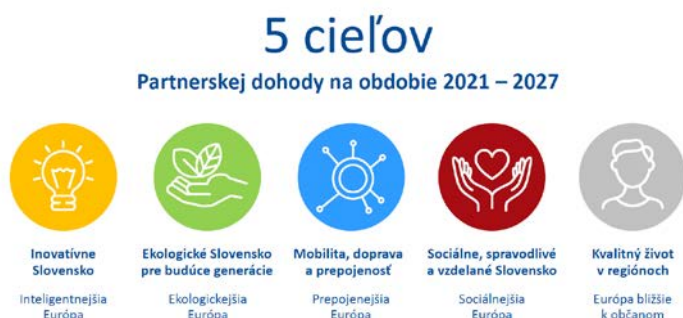 5 cieľov
Partnerskej dohody na obdobie 2021 – 2027
Inovatívne
Slovensko
Ekologické Slovensko
pre budúce generácie
Mobilita, doprava
a prepojenosť
Sociálne, spravodlivé
a vzdelané Slovensko
Kvalitný život
v regiónoch
Inteligentnejšia
Európa
Ekologickejšia
Európa
Prepojenejšia
Európa
Sociálnejšia
Európa
Európa bližšie
k občanom